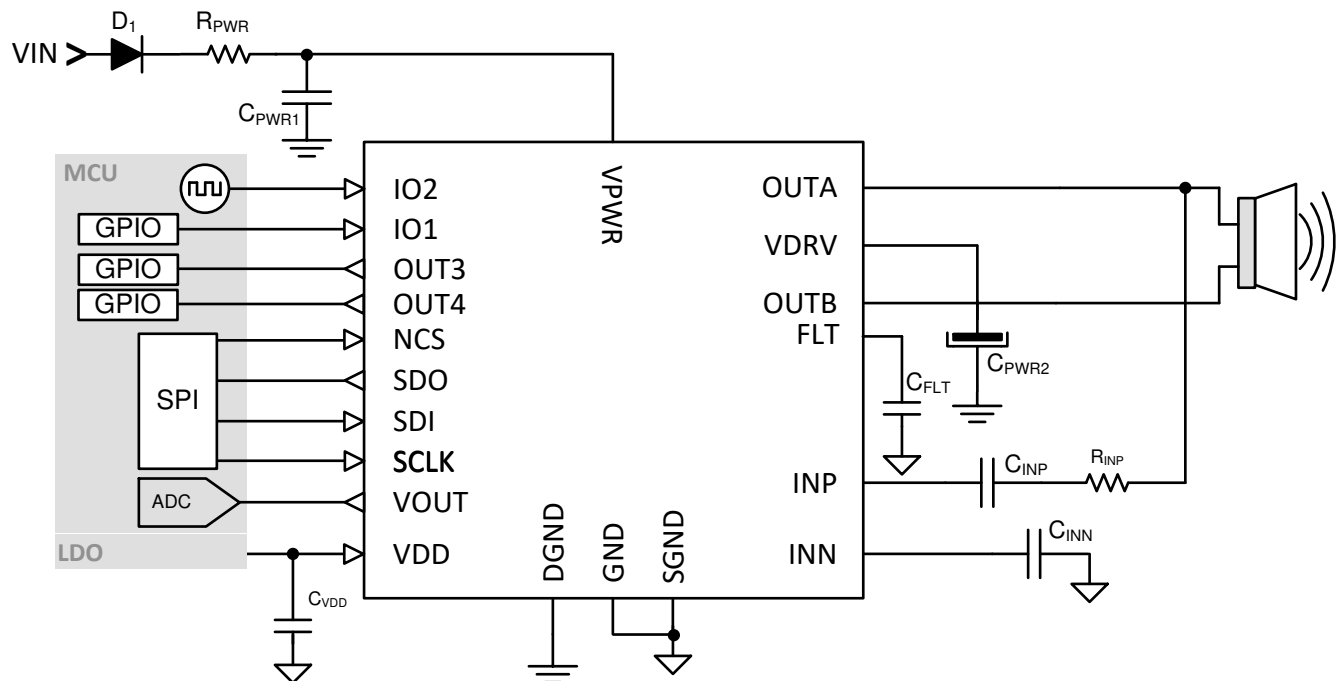 D1
RPWR
VIN
CPWR1
MCU
VPWR
IO2
OUTA
GPIO
IO1
GPIO
OUT3
VDRV
GPIO
OUT4
OUTB
NCS
FLT
CPWR2
SPI
SDO
CFLT
SDI
SCLK
CINP
RINP
ADC
VOUT
INP
LDO
VDD
DGND
GND
SGND
INN
CINN
CVDD